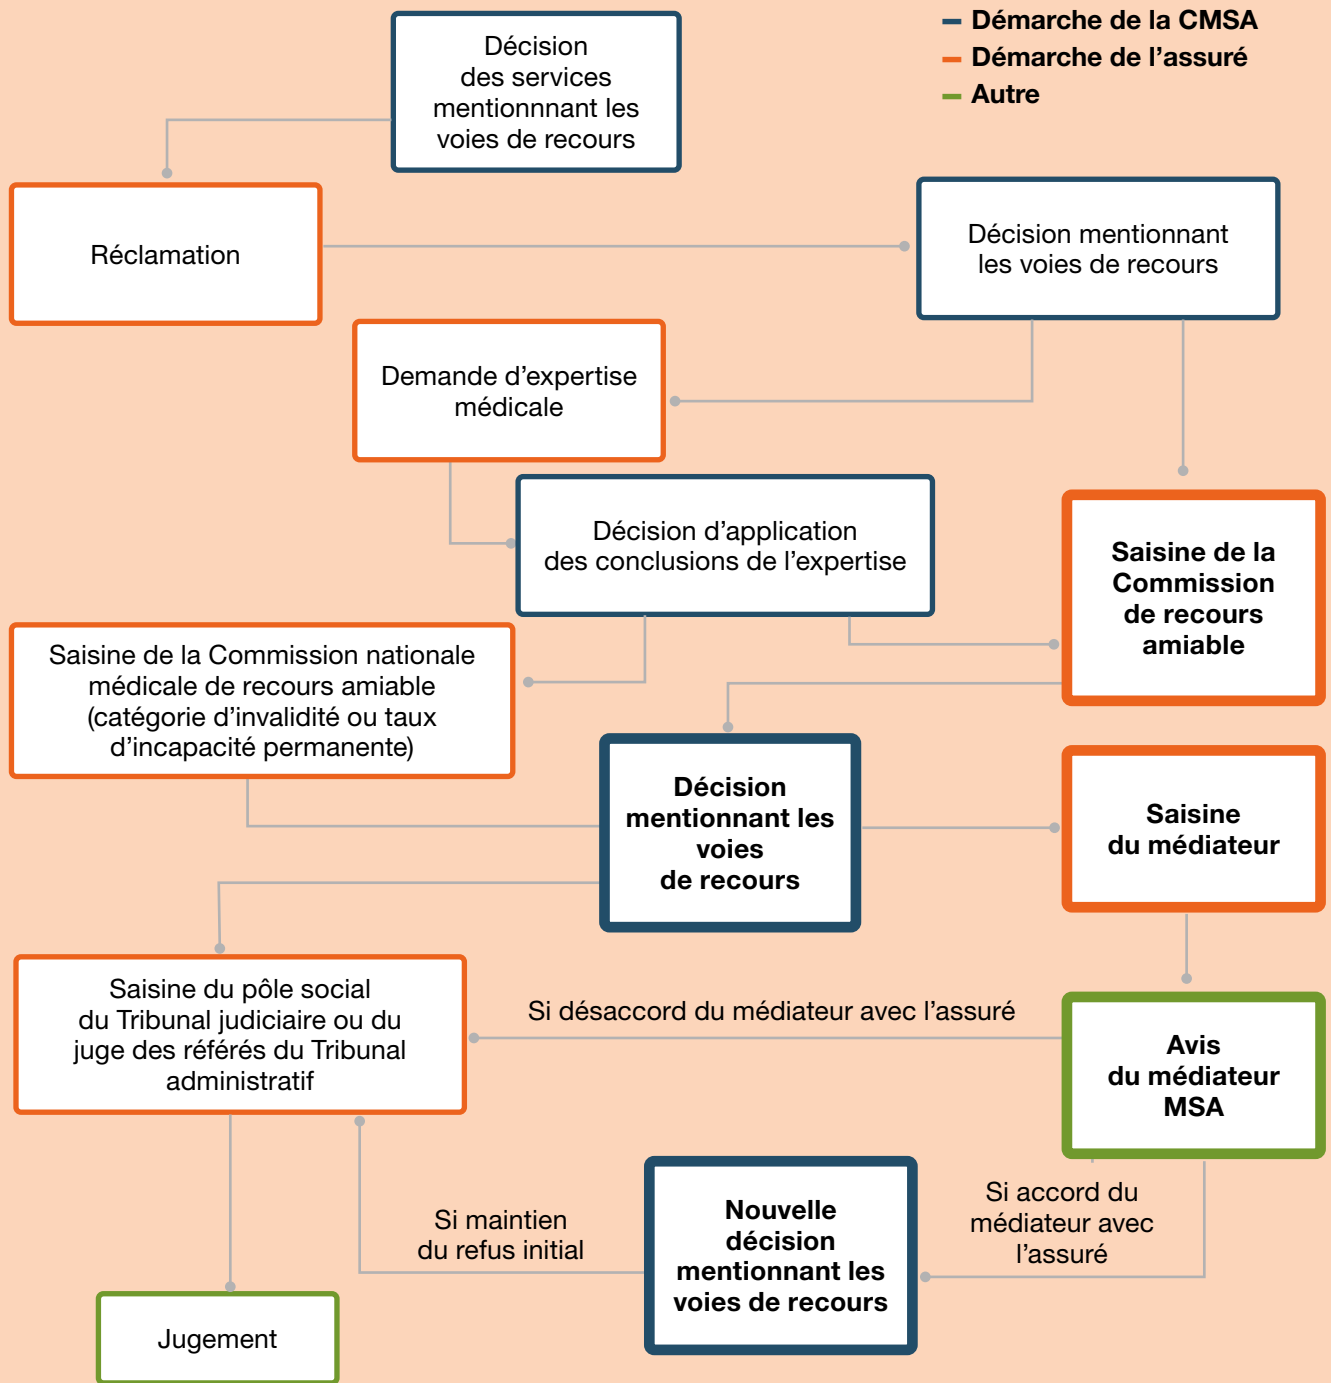 Démarche de la CMSA
Démarche de l’assuré
Autre
Décision
des services
mentionnnant les
voies de recours
Réclamation
Décision mentionnant
les voies de recours
Demande d’expertise
médicale
Décision d’application
des conclusions de l’expertise
Saisine de la
Commission
de recours
amiable
Saisine de la Commission nationale
médicale de recours amiable
(catégorie d’invalidité ou taux
d’incapacité permanente)
Décision
mentionnant les
voies
de recours
Saisine
du médiateur
Saisine du pôle social
du Tribunal judiciaire ou du
juge des référés du Tribunal
administratif
Si désaccord du médiateur avec l’assuré
Avis
du médiateur
MSA
Si accord du
médiateur avec
l’assuré
Nouvelle
décision
mentionnant les
voies de recours
Si maintien
du refus initial
Jugement